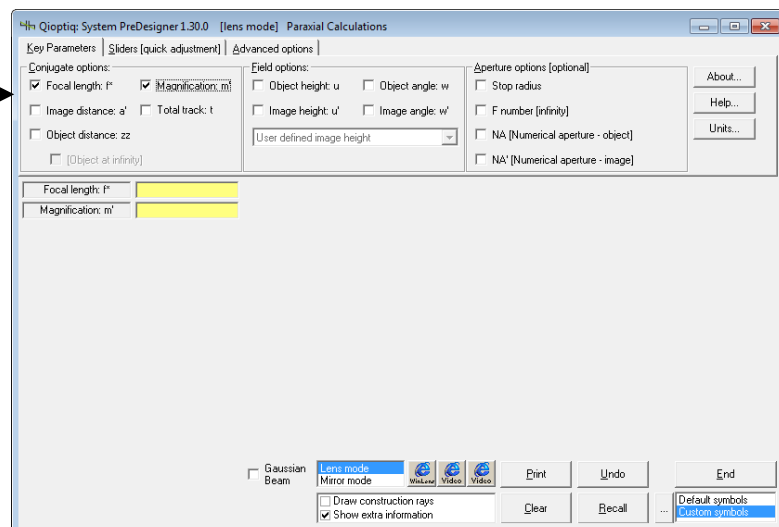 Qioptiq: System PreDesigner 1.30.0 [lens mode] Paraxial Calculations
Key Parameters Sliders [quick adjustment] Advanced options
Conjugate options:
Focal length: f' Magnification: m'
Image distance: a' Total track: t
Object distance: zz
[Object at infinity]
Field options:
Object height: u Object angle: w
Image height: u' Image angle: w'
User defined image height
Aperture options [optional]
Stop radius
F number [infinity]
NA [Numerical aperture - object]
NA' [Numerical aperture - image]
About...
Help...
Units...
Focal length: f'
Magnification: m'
Gaussian
Beam
Lens mode
Mirror mode
WinLens Video Video
Print Undo End
Draw construction rays
Show extra information
Clear Recall ...
Default symbols
Custom symbols